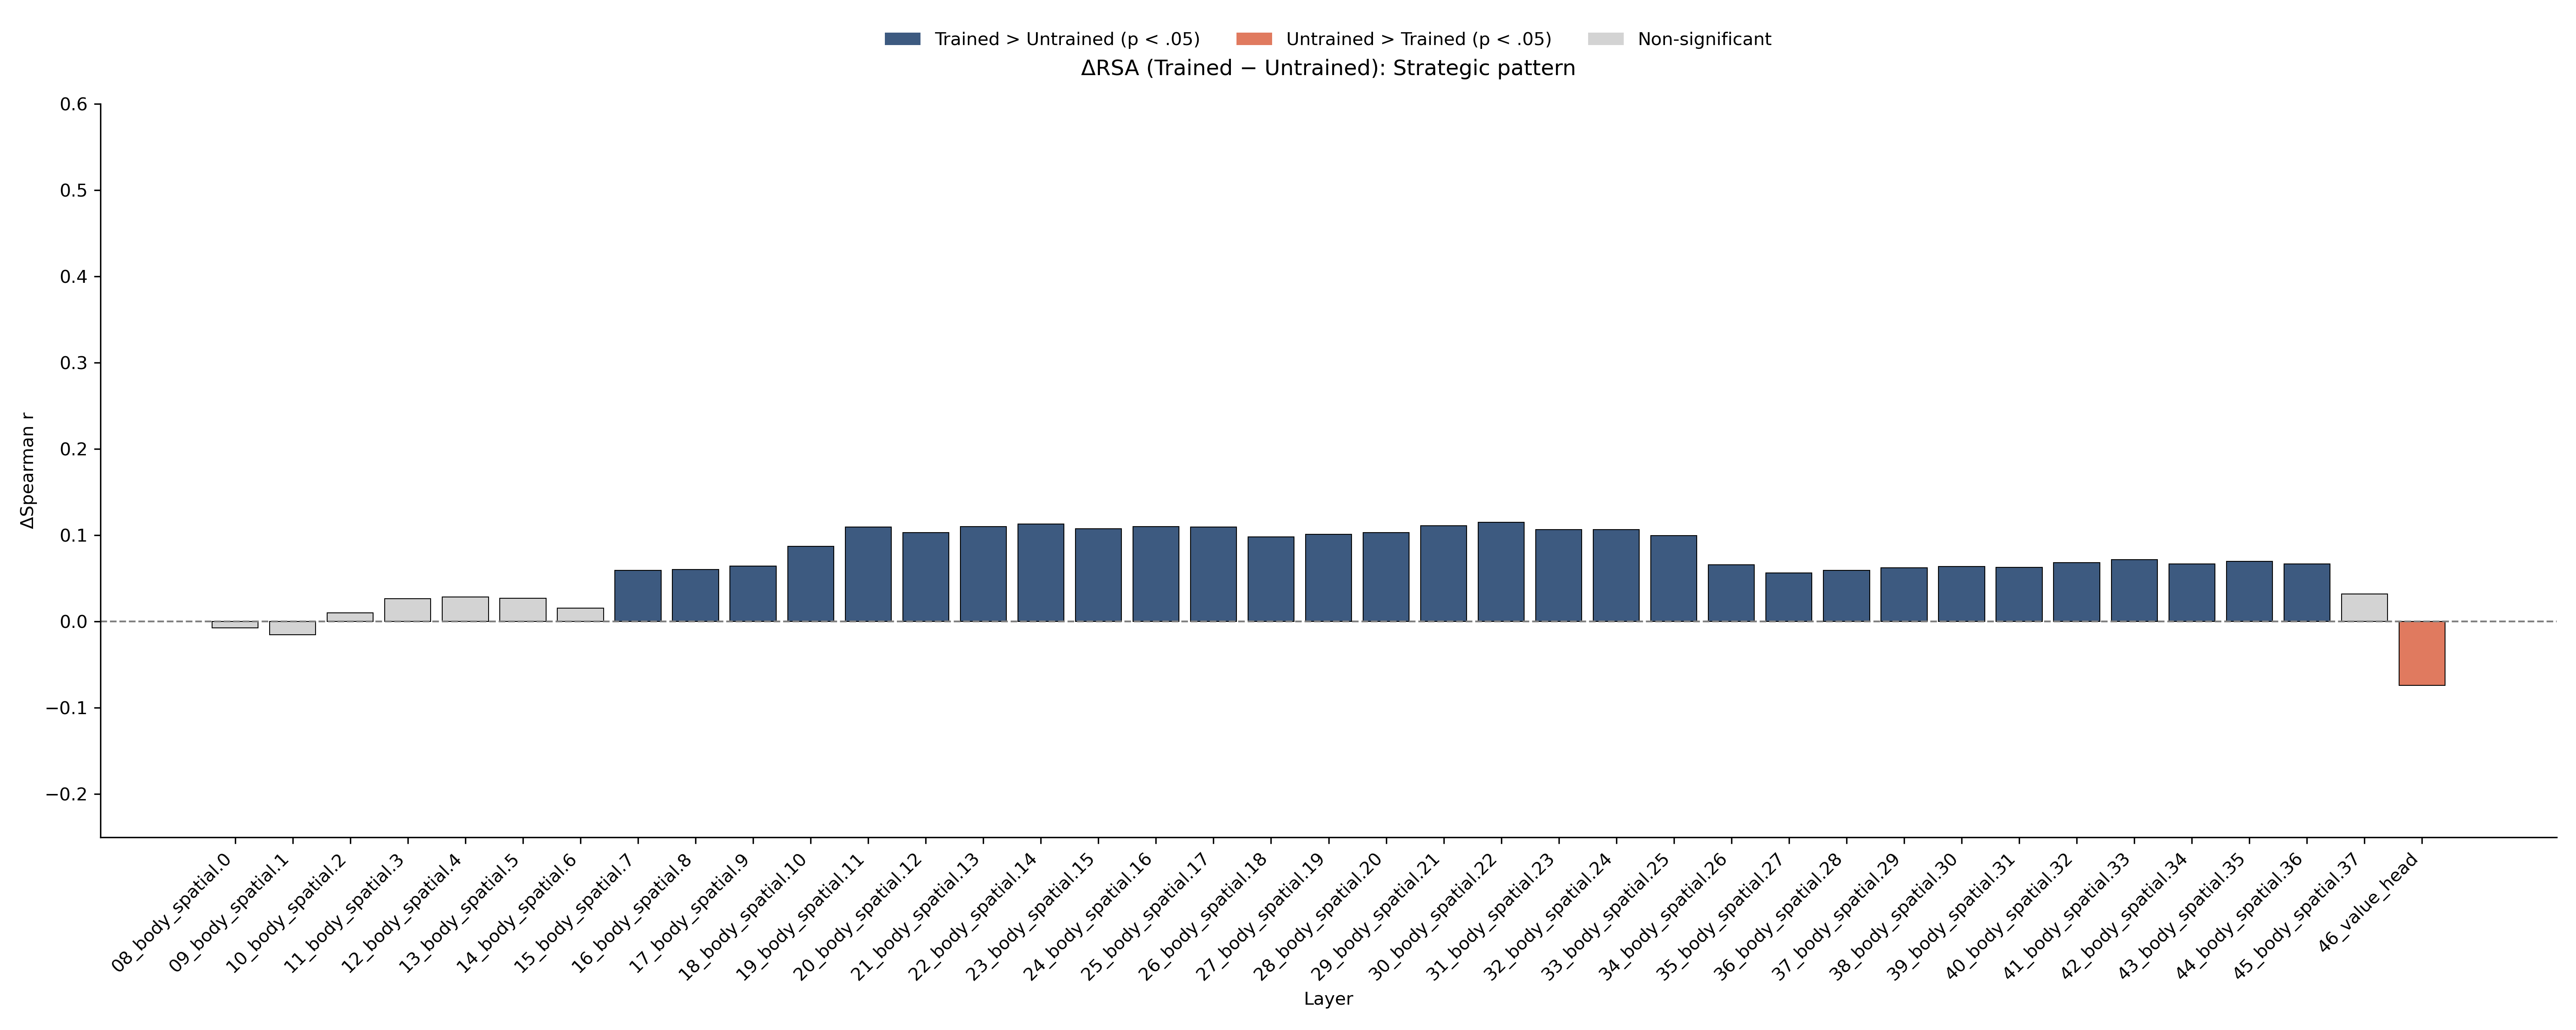 Trained > Untrained (p < .05) Untrained > Trained (p < .05) Non-significant
ΔRSA (Trained − Untrained): Strategic pattern
0.6
0.5
0.4
0.3
0.2
0.1
0.0
−0.1
−0.2
ΔSpearman r
08_body_spatial.0
09_body_spatial.1
10_body_spatial.2
11_body_spatial.3
12_body_spatial.4
13_body_spatial.5
14_body_spatial.6
15_body_spatial.7
16_body_spatial.8
17_body_spatial.9
18_body_spatial.10
19_body_spatial.11
20_body_spatial.12
21_body_spatial.13
22_body_spatial.14
23_body_spatial.15
24_body_spatial.16
25_body_spatial.17
26_body_spatial.18
27_body_spatial.19
28_body_spatial.20
29_body_spatial.21
30_body_spatial.22
31_body_spatial.23
32_body_spatial.24
33_body_spatial.25
34_body_spatial.26
35_body_spatial.27
36_body_spatial.28
37_body_spatial.29
38_body_spatial.30
39_body_spatial.31
40_body_spatial.32
41_body_spatial.33
42_body_spatial.34
43_body_spatial.35
44_body_spatial.36
45_body_spatial.37
46_value_head
Layer